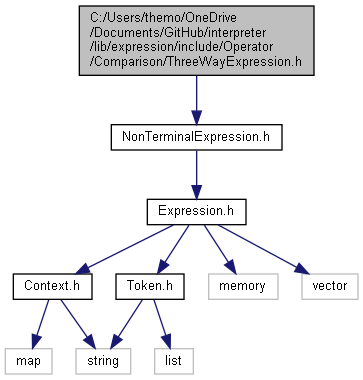 C:/Users/themo/OneDrive
/Documents/GitHub/interpreter
/lib/expression/include/Operator
/Comparison/ThreeWayExpression.h
NonTerminalExpression.h
Expression.h
Context.h
Token.h
memory
vector
map
string
list